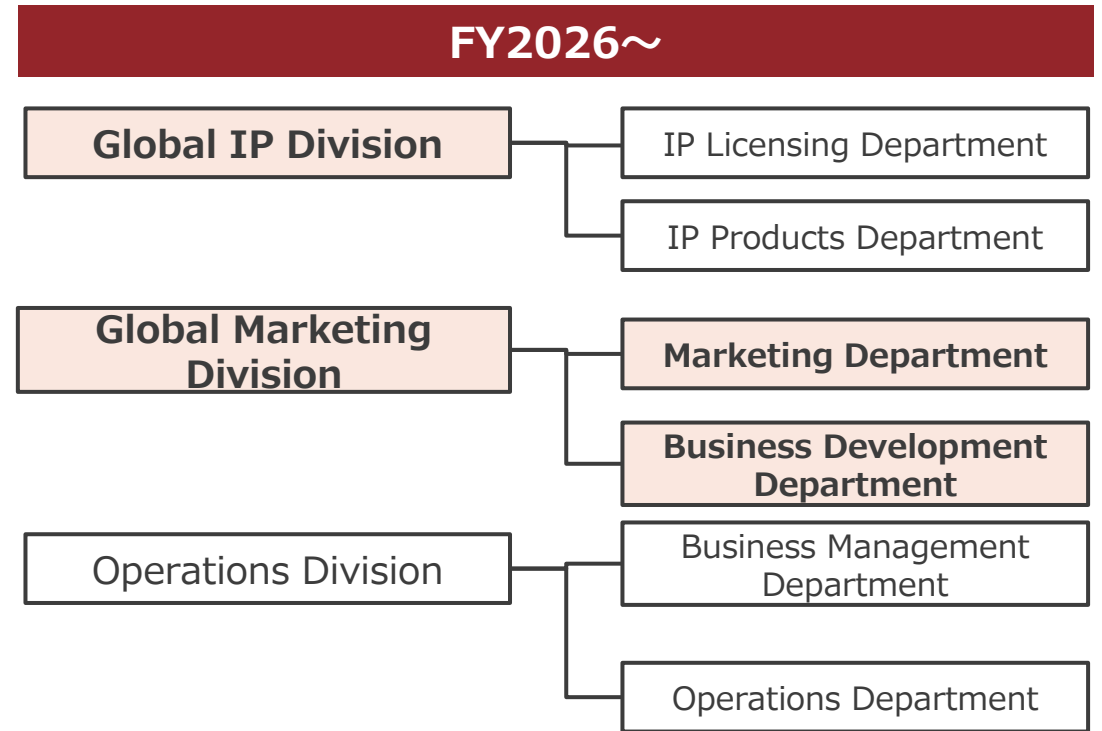 FY2026～
Global IP Division
IP Licensing Department
IP Products Department
Global Marketing
Division
Marketing Department
Business Development
Department
Operations Division
Business Management
Department
Operations Department